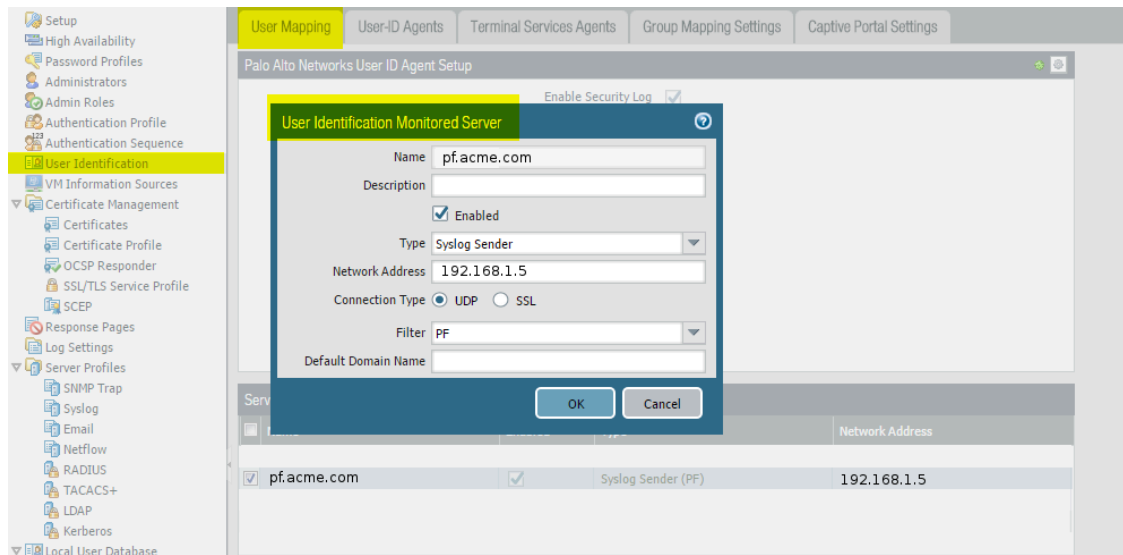 Setup
High Availability
Password Profiles
Administrators
Admin Roles
Authentication Profile
Authentication Sequence
User Identification
VM Information Sources
Certificate Management
Certificates
Certificate Profile
OCSP Responder
SSL/TLS Service Profile
SCEP
Response Pages
Log Settings
Server Profiles
SNMP Trap
Syslog
Email
Netflow
RADIUS
TACACS+
LDAP
Kerberos
Local User Database
User Mapping User-ID Agents Terminal Services Agents Group Mapping Settings Captive Portal Settings
Palo Alto Networks User ID Agent Setup
Enable Security Log
User Identification Monitored Server
Name pf.acme.com
Description
Enabled
Type Syslog Sender
Network Address 192.168.1.5
Connection Type UDP SSL
Filter PF
Default Domain Name
OK Cancel
Serv
Network Address
pf.acme.com Syslog Sender (PF) 192.168.1.5